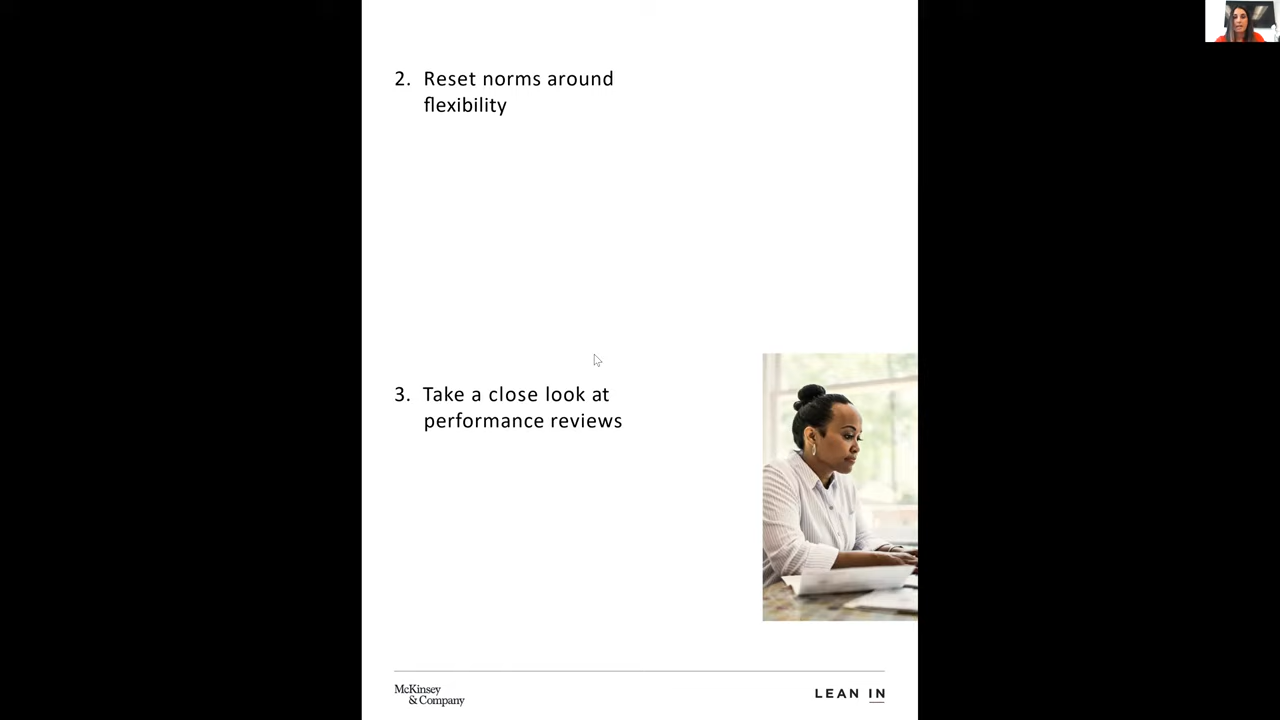 2. Reset norms around
flexibility
3. Take a close look at
performance reviews
McKinsey
& Company
LEAN IN